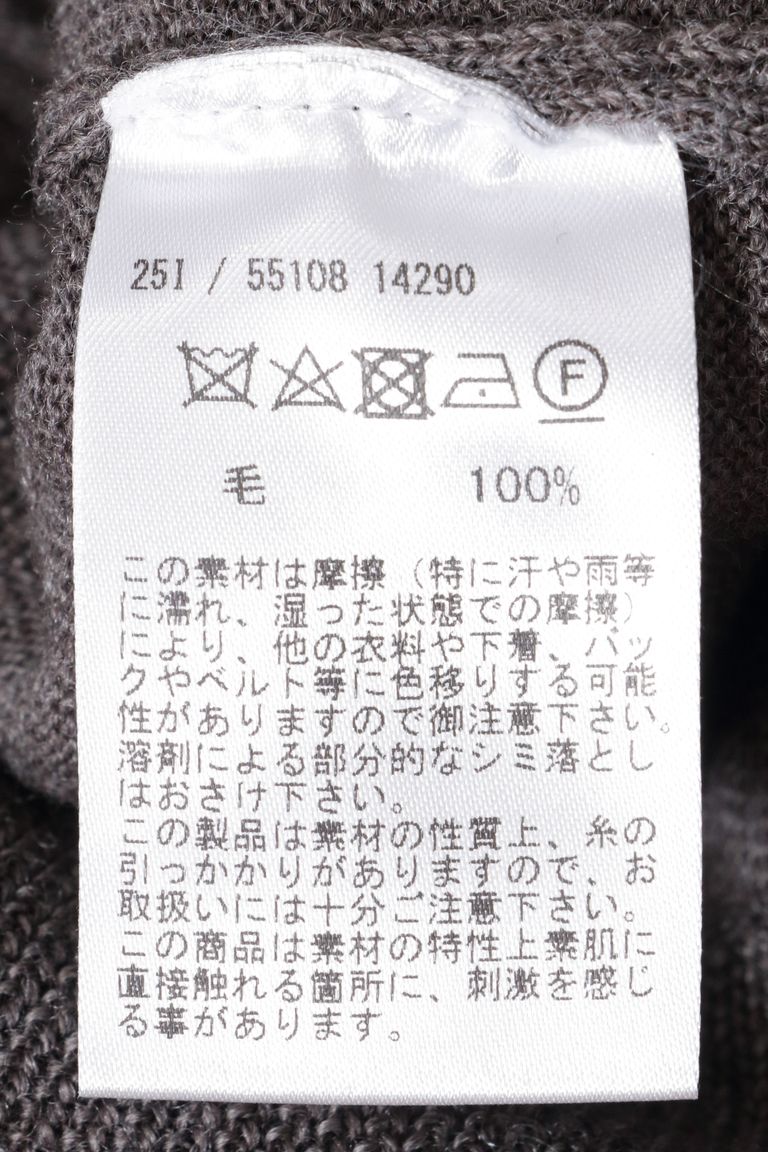 25I / 55108 14290
F
毛 100%
この素材は摩擦（特に汗や雨等
に濡れ、湿った状態での摩擦）
により、他の衣料や下着、バッ
クやベルト等に色移りする可能
性がありますので御注意下さい。
溶剤による部分的なシミ落とし
はおさけ下さい。
この製品は素材の性質上、糸の
引っかかりがありますので、お
取扱いには十分ご注意下さい。
この商品は素材の特性上素肌に
直接触れる箇所に、刺激を感じ
る事があります。